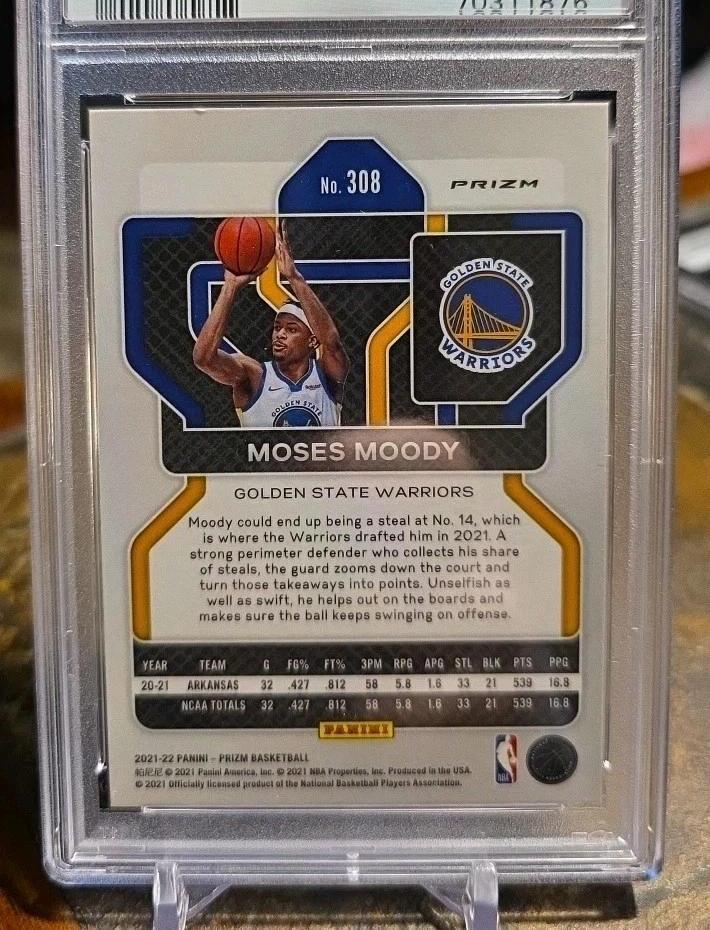 70311876
No. 308
PRIZM
GOLDEN STATE
WARRIORS
GOLDEN STATE
MOSES MOODY
GOLDEN STATE WARRIORS
Moody could end up being a steal at No. 14, which
is where the Warriors drafted him in 2021. A
strong perimeter defender who collects his share
of steals, the guard zooms down the court and
turn those takeaways into points. Unselfish as
well as swift, he helps out on the boards and
makes sure the ball keeps swinging on offense.
YEAR TEAM G FG% FT% 3PM RPG APG STL BLK PTS PPG
20-21 ARKANSAS 32 .427 .812 58 5.8 1.6 33 21 539 16.8
NCAA TOTALS 32 .427 .812 58 5.8 1.6 33 21 539 16.8
PANINI
2021-22 PANINI - PRIZM BASKETBALL
帕尼尼 © 2021 Panini America, Inc. © 2021 NBA Properties, Inc. Produced in the USA.
© 2021 Officially licensed product of the National Basketball Players Association.
NBA